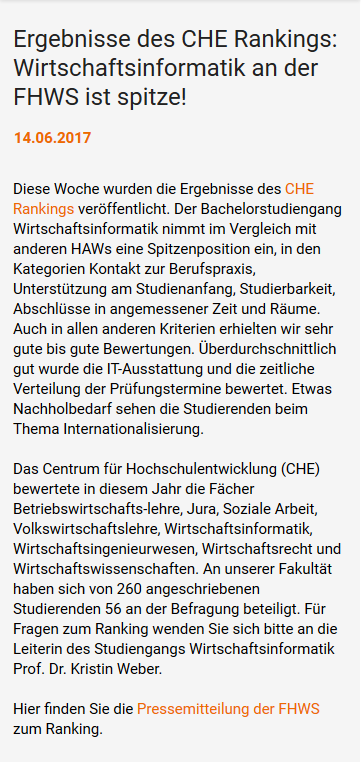 Ergebnisse des CHE Rankings:
Wirtschaftsinformatik an der
FHWS ist spitze!
14.06.2017
Diese Woche wurden die Ergebnisse des CHE
Rankings veröffentlicht. Der Bachelorstudiengang
Wirtschaftsinformatik nimmt im Vergleich mit
anderen HAWs eine Spitzenposition ein, in den
Kategorien Kontakt zur Berufspraxis,
Unterstützung am Studienanfang, Studierbarkeit,
Abschlüsse in angemessener Zeit und Räume.
Auch in allen anderen Kriterien erhielten wir sehr
gute bis gute Bewertungen. Überdurchschnittlich
gut wurde die IT-Ausstattung und die zeitliche
Verteilung der Prüfungstermine bewertet. Etwas
Nachholbedarf sehen die Studierenden beim
Thema Internationalisierung.
Das Centrum für Hochschulentwicklung (CHE)
bewertete in diesem Jahr die Fächer
Betriebswirtschafts-lehre, Jura, Soziale Arbeit,
Volkswirtschaftslehre, Wirtschaftsinformatik,
Wirtschaftsingenieurwesen, Wirtschaftsrecht und
Wirtschaftswissenschaften. An unserer Fakultät
haben sich von 260 angeschriebenen
Studierenden 56 an der Befragung beteiligt. Für
Fragen zum Ranking wenden Sie sich bitte an die
Leiterin des Studiengangs Wirtschaftsinformatik
Prof. Dr. Kristin Weber.
Hier finden Sie die Pressemitteilung der FHWS
zum Ranking.